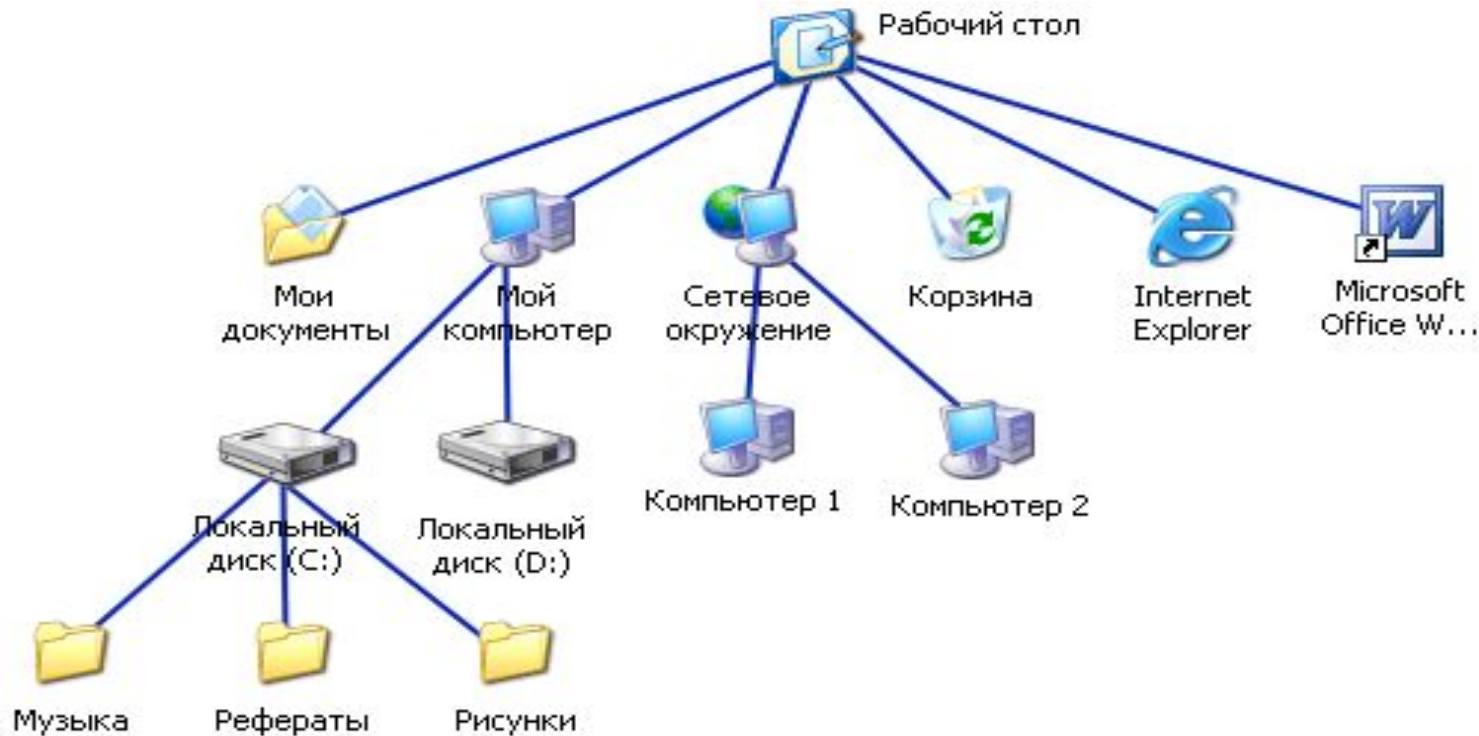 Рабочий стол
Мои
документы
Мой
компьютер
Сетевое
окружение
Корзина
Internet
Explorer
Microsoft
Office W...
Локальный
диск (C:)
Локальный
диск (D:)
Компьютер 1
Компьютер 2
Музыка
Рефераты
Рисунки